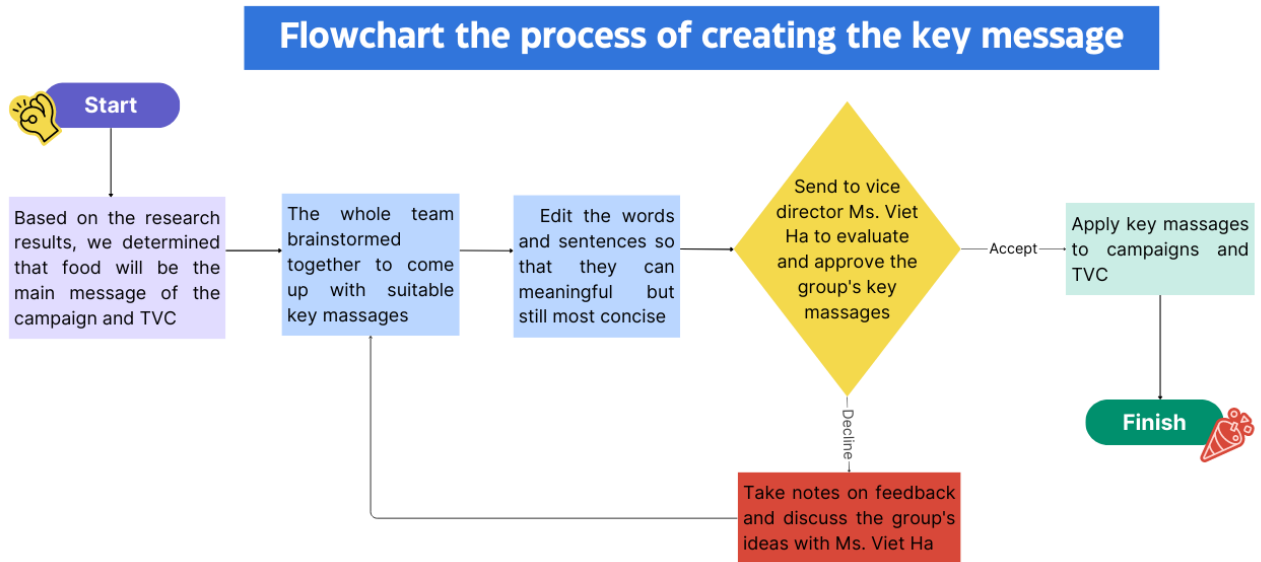 Flowchart the process of creating the key message
Start
Based on the research
results, we determined
that food will be the
main message of the
campaign and TVC
The whole team
brainstormed
together to come
up with suitable
key massages
Edit the words
and sentences so
that they can
meaningful but
still most concise
Send to vice
director Ms. Viet
Ha to evaluate
and approve the
group's key
massages
Accept
Apply key massages
to campaigns and
TVC
Finish
Decline
Take notes on feedback
and discuss the group's
ideas with Ms. Viet Ha